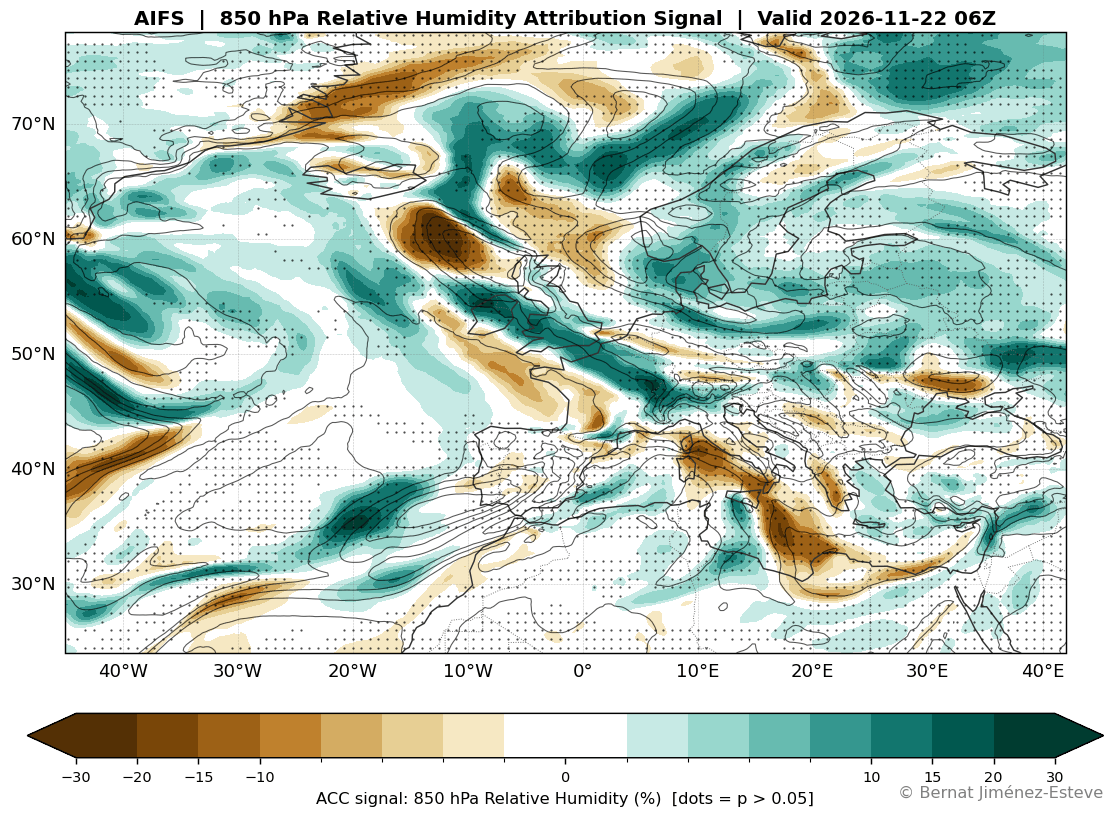 AIFS | 850 hPa Relative Humidity Attribution Signal | Valid 2026-11-22 06Z
70°N
60°N
50°N
40°N
30°N
40°W 30°W 20°W 10°W 0° 10°E 20°E 30°E 40°E
−30 −20 −15 −10 0 10 15 20 30
ACC signal: 850 hPa Relative Humidity (%) [dots = p > 0.05]
© Bernat Jiménez-Esteve